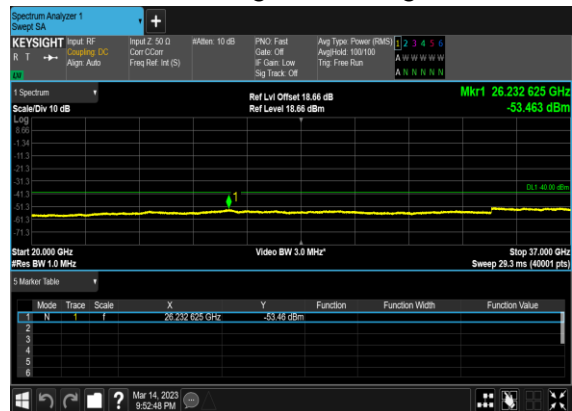 Spectrum Analyzer 1
Swept SA
+
KEYSIGHT Input: RF
R T Coupling: DC
Align: Auto
LXI
Input Z: 50 Ω
Corr CCorr
Freq Ref: Int (S)
#Atten: 10 dB
PNO: Fast
Gate: Off
IF Gain: Low
Sig Track: Off
Avg Type: Power (RMS)
Avg|Hold: 100/100
Trig: Free Run
1 2 3 4 5 6
A W W W W W
A N N N N N
1 Spectrum
Scale/Div 10 dB
Ref Lvl Offset 18.66 dB
Ref Level 18.66 dBm
Mkr1 26.232 625 GHz
-53.463 dBm
Log
8.66
-1.34
-11.3
-21.3
-31.3
-41.3
-51.3
-61.3
-71.3
1
DL1 -40.00 dBm
Start 20.000 GHz
#Res BW 1.0 MHz
Video BW 3.0 MHz*
Stop 37.000 GHz
Sweep 29.3 ms (40001 pts)
5 Marker Table
Mode Trace Scale X Y Function Function Width Function Value
1 N 1 f 26.232 625 GHz -53.46 dBm
2
3
4
5
6
?
Mar 14, 2023
9:52:48 PM